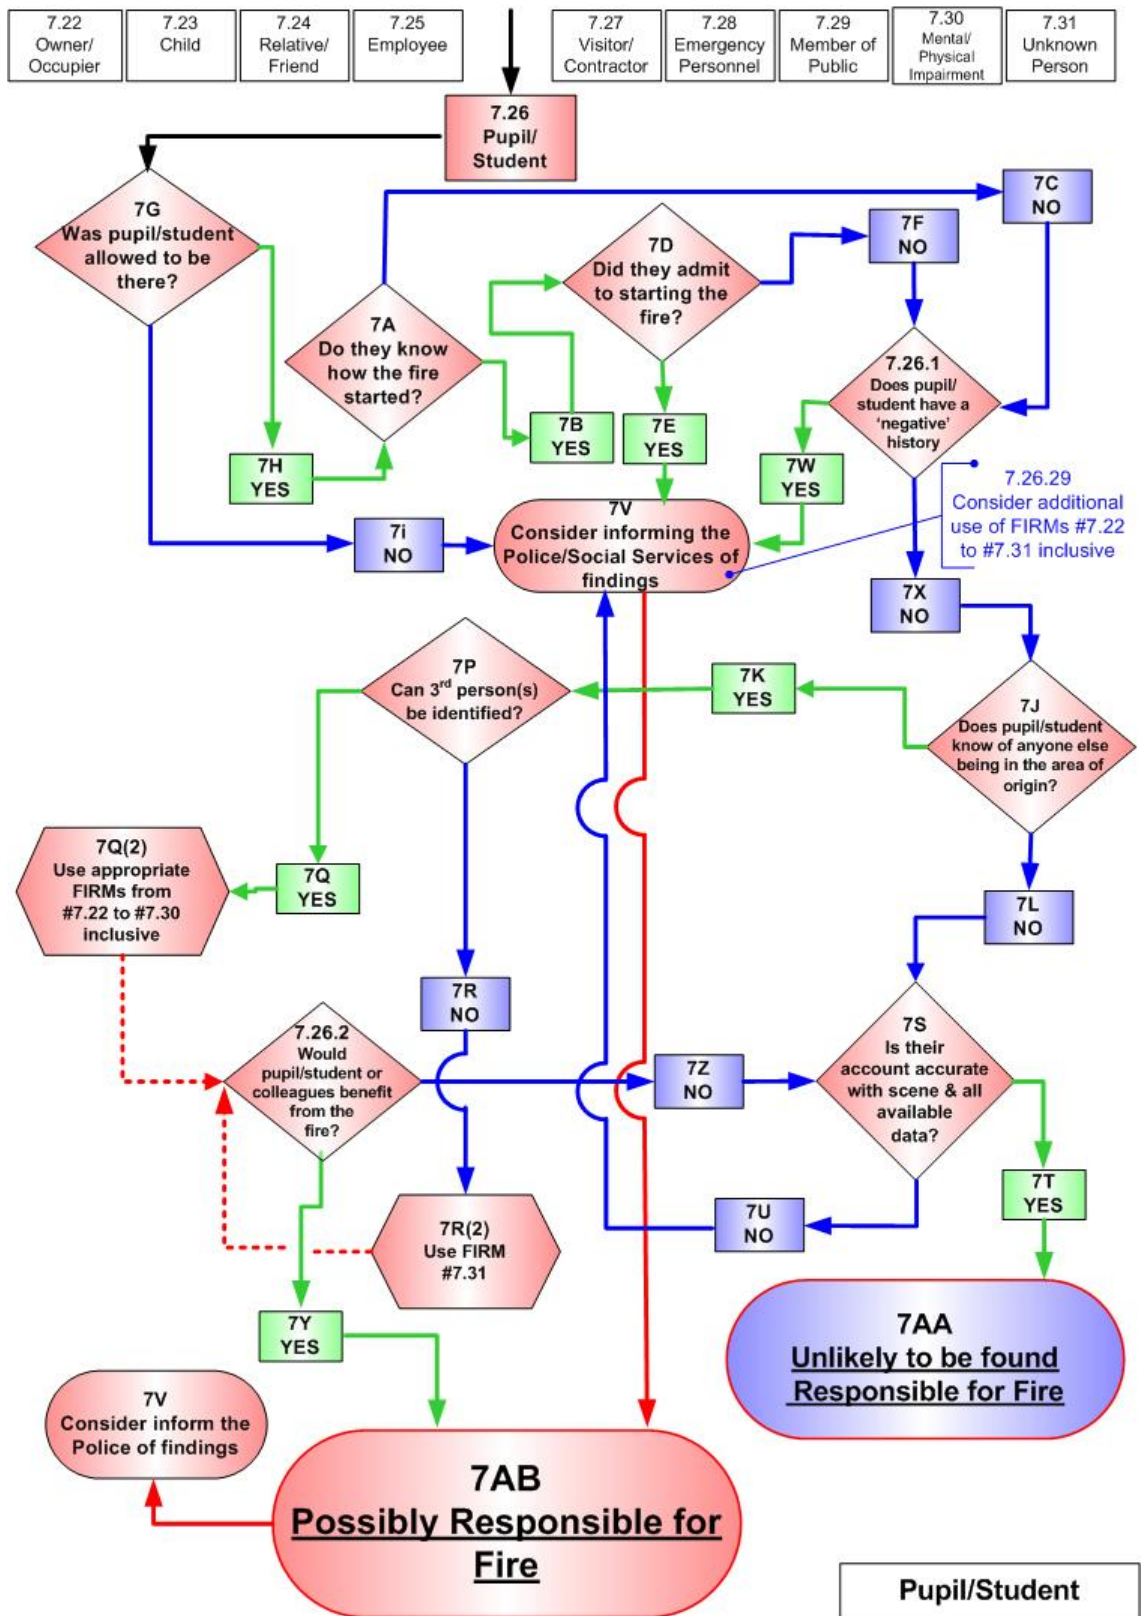 7.22
Owner/
Occupier
7.23
Child
7.24
Relative/
Friend
7.25
Employee
7.27
Visitor/
Contractor
7.28
Emergency
Personnel
7.29
Member of
Public
7.30
Mental/
Physical
Impairment
7.31
Unknown
Person
7.26
Pupil/
Student
7G
Was pupil/student
allowed to be
there?
7C
NO
7F
NO
7D
Did they admit
to starting the
fire?
7A
Do they know
how the fire
started?
7.26.1
Does pupil/
student have a
‘negative’
history
7B
YES
7E
YES
7H
YES
7W
YES
7.26.29
Consider additional
use of FIRMs #7.22
to #7.31 inclusive
7i
NO
7V
Consider informing the
Police/Social Services of
findings
7X
NO
7P
Can 3rd person(s)
be identified?
7K
YES
7J
Does pupil/student
know of anyone else
being in the area of
origin?
7Q(2)
Use appropriate
FIRMs from
#7.22 to #7.30
inclusive
7Q
YES
7L
NO
7R
NO
7.26.2
Would
pupil/student or
colleagues benefit
from the
fire?
7Z
NO
7S
Is their
account accurate
with scene & all
available
data?
7T
YES
7U
NO
7R(2)
Use FIRM
#7.31
7Y
YES
7AA
Unlikely to be found
Responsible for Fire
7V
Consider inform the
Police of findings
7AB
Possibly Responsible for
Fire
Pupil/Student